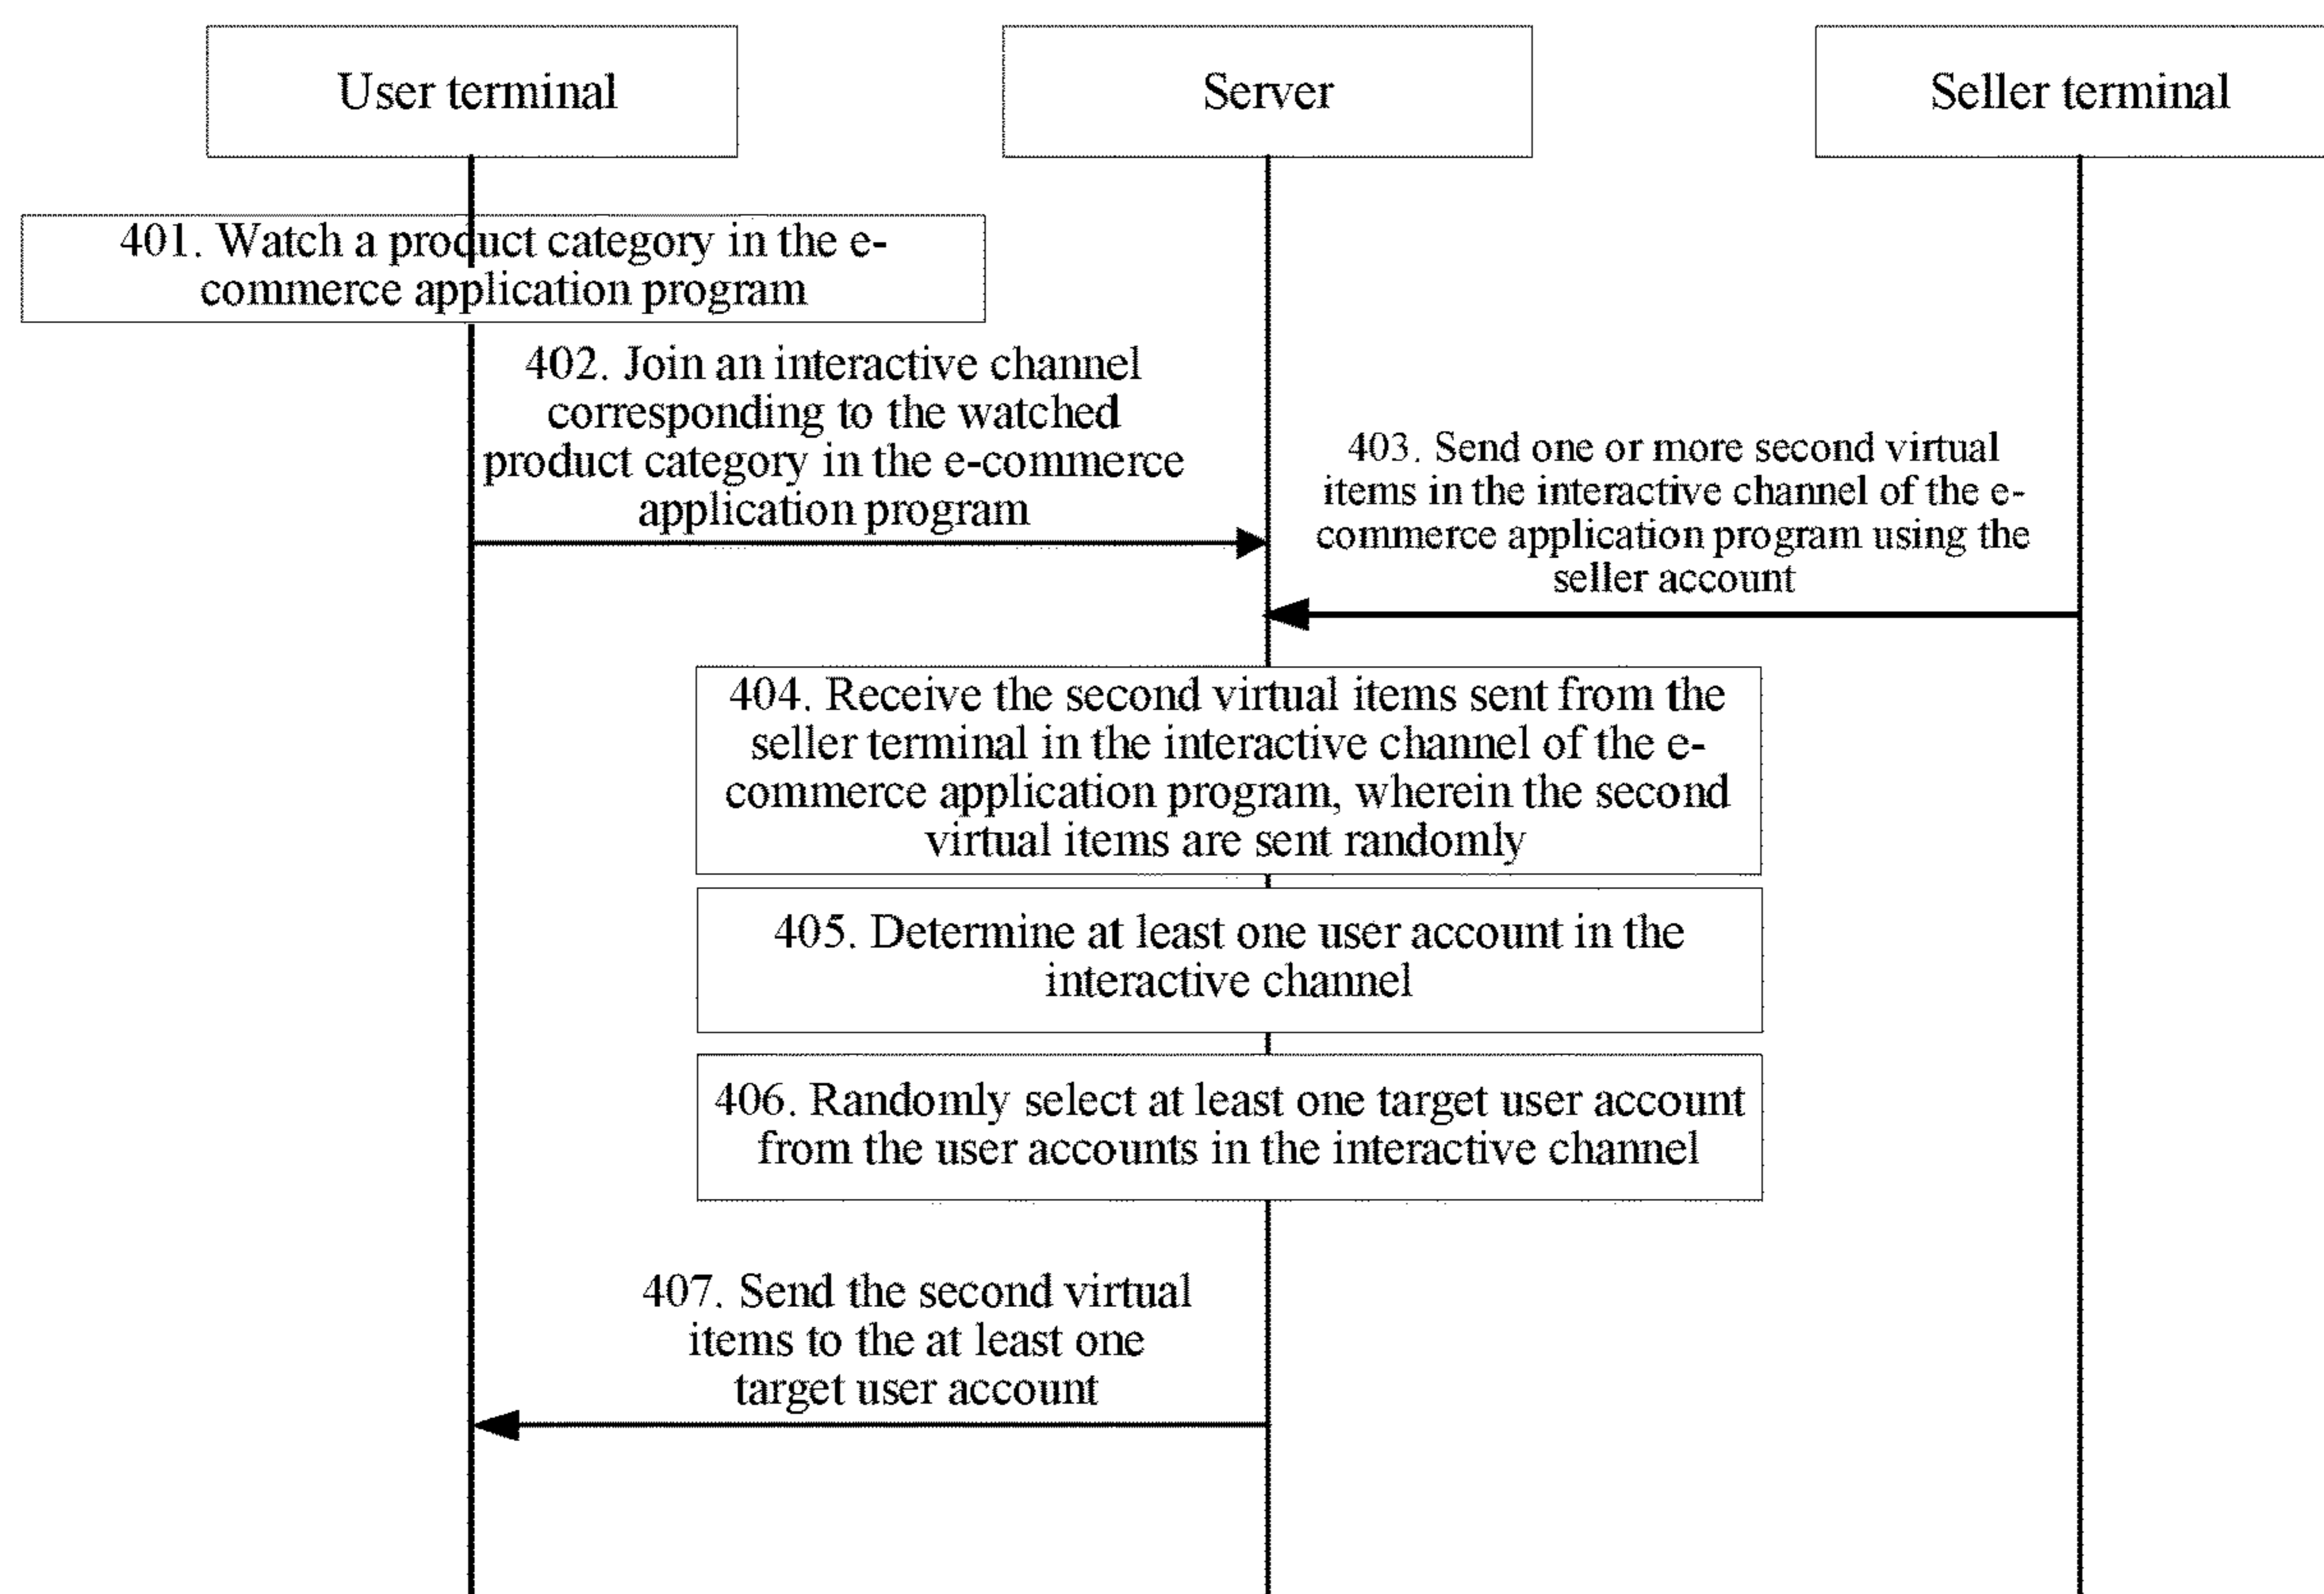 User terminal
Server
Seller terminal
401. Watch a product category in the e-
commerce application program
402. Join an interactive channel
corresponding to the watched
product category in the e-commerce
application program
403. Send one or more second virtual
items in the interactive channel of the e-
commerce application program using the
seller account
404. Receive the second virtual items sent from the
seller terminal in the interactive channel of the e-
commerce application program, wherein the second
virtual items are sent randomly
405. Determine at least one user account in the
interactive channel
406. Randomly select at least one target user account
from the user accounts in the interactive channel
407. Send the second virtual
items to the at least one
target user account